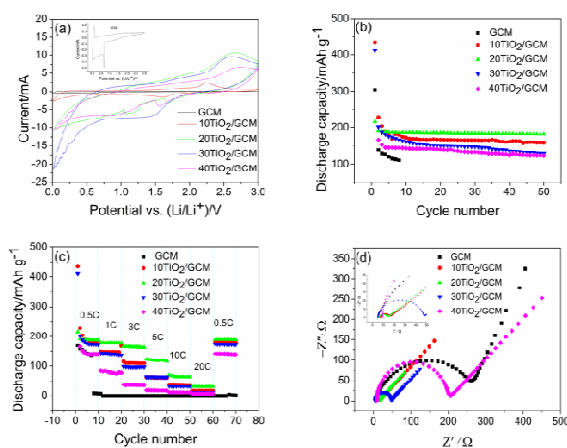 (a)
GCM
Current/mA
5
0
-5
-10
-15
-20
-25
GCM
10TiO2/GCM
20TiO2/GCM
30TiO2/GCM
40TiO2/GCM
0.0 0.5 1.0 1.5 2.0 2.5 3.0
Potential vs. (Li/Li+)/V
(b)
Discharge capacity/mAh g-1
500
400
300
200
100
GCM
10TiO2/GCM
20TiO2/GCM
30TiO2/GCM
40TiO2/GCM
0 10 20 30 40 50
Cycle number
(c)
Discharge capacity/mAh g-1
500
400
300
200
100
0
GCM
10TiO2/GCM
20TiO2/GCM
30TiO2/GCM
40TiO2/GCM
0.5C 1C 3C 5C 10C 20C 0.5C
-10 0 10 20 30 40 50 60 70 80
Cycle number
(d)
-Z''/Ω
350
300
250
200
150
100
50
0
GCM
10TiO2/GCM
20TiO2/GCM
30TiO2/GCM
40TiO2/GCM
0 100 200 300 400 500
Z'/Ω